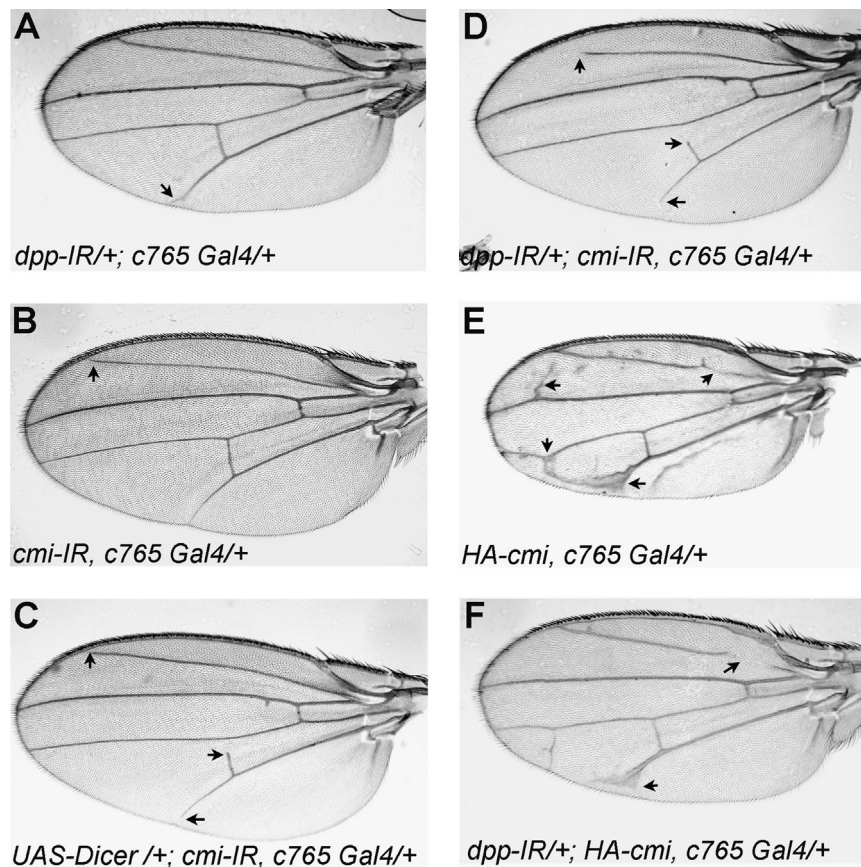 A
dpp-IR/+; c765 Gal4/+
B
cmi-IR, c765 Gal4/+
C
UAS-Dicer /+; cmi-IR, c765 Gal4/+
D
dpp-IR/+; cmi-IR, c765 Gal4/+
E
HA-cmi, c765 Gal4/+
F
dpp-IR/+; HA-cmi, c765 Gal4/+